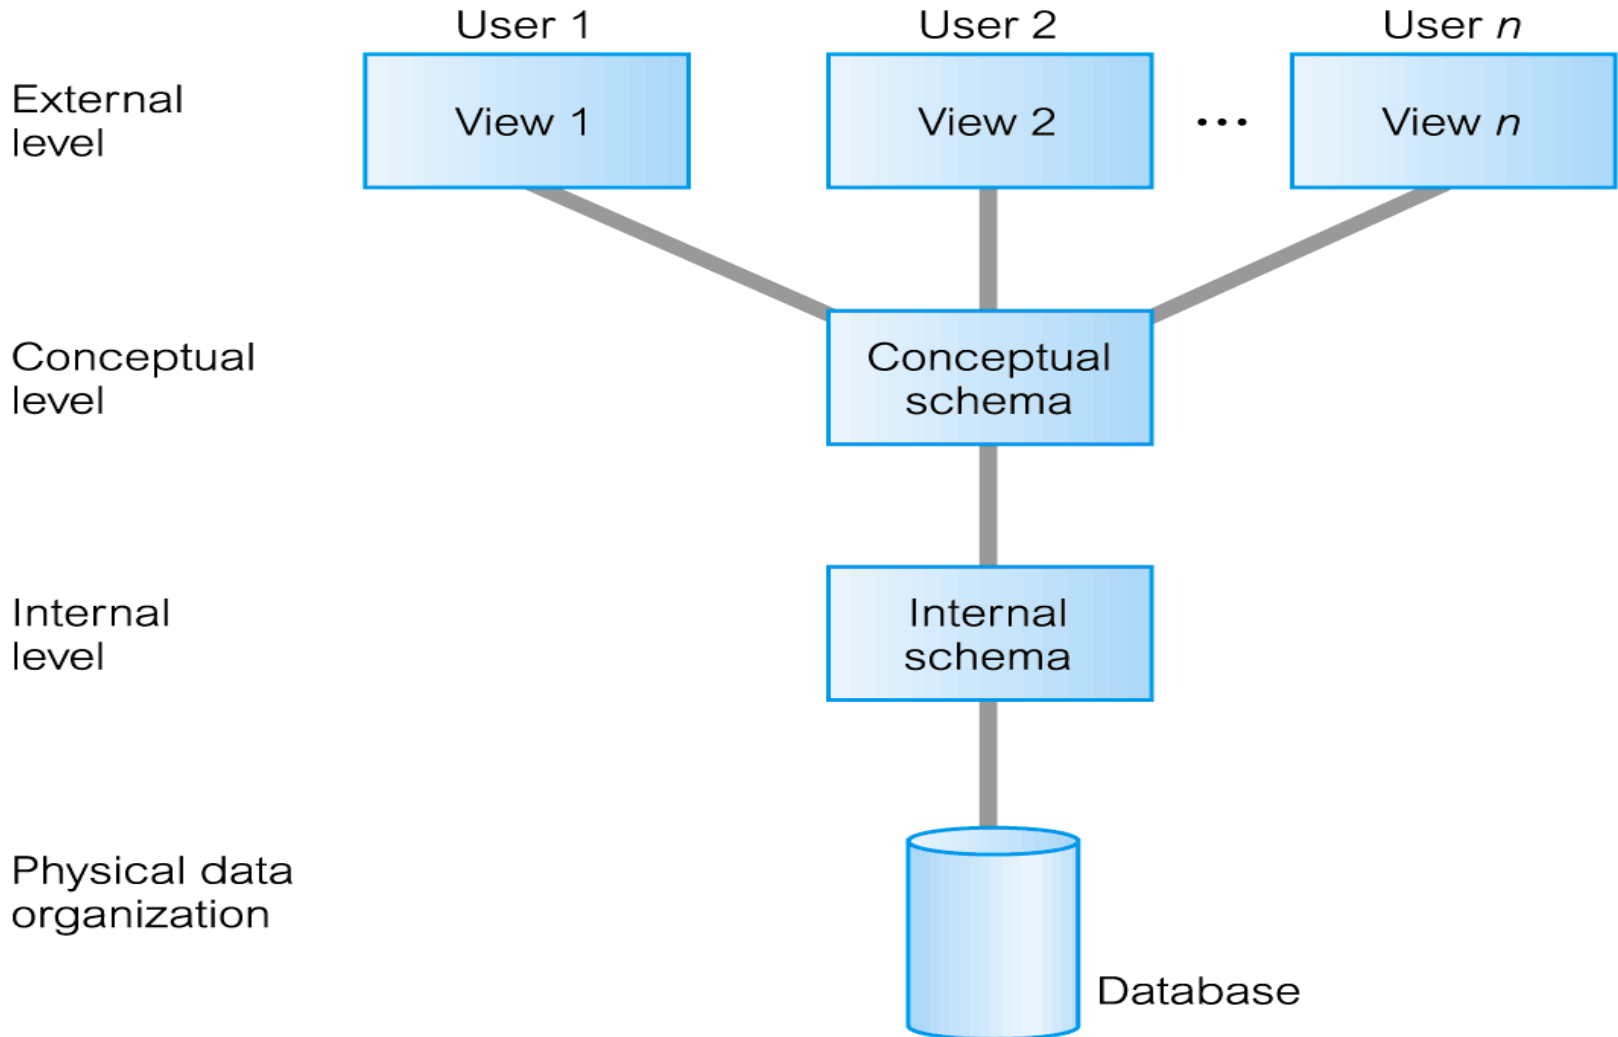 User 1
User 2
User n
External
level
View 1
View 2
...
View n
Conceptual
level
Conceptual
schema
Internal
level
Internal
schema
Physical data
organization
Database